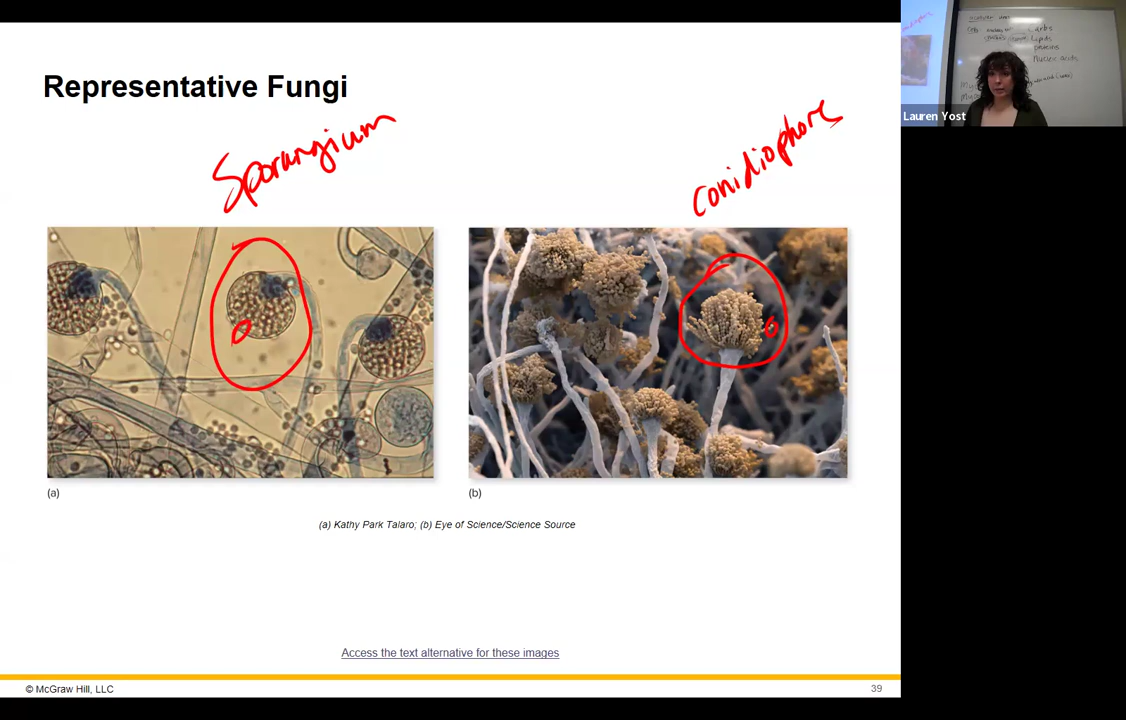 Representative Fungi
Sporangium
conidiophore
(a)
(b)
(a) Kathy Park Talaro; (b) Eye of Science/Science Source
Access the text alternative for these images
© McGraw Hill, LLC
39
Carbs
Lipids
proteins
Nucleic acids
Lauren Yost